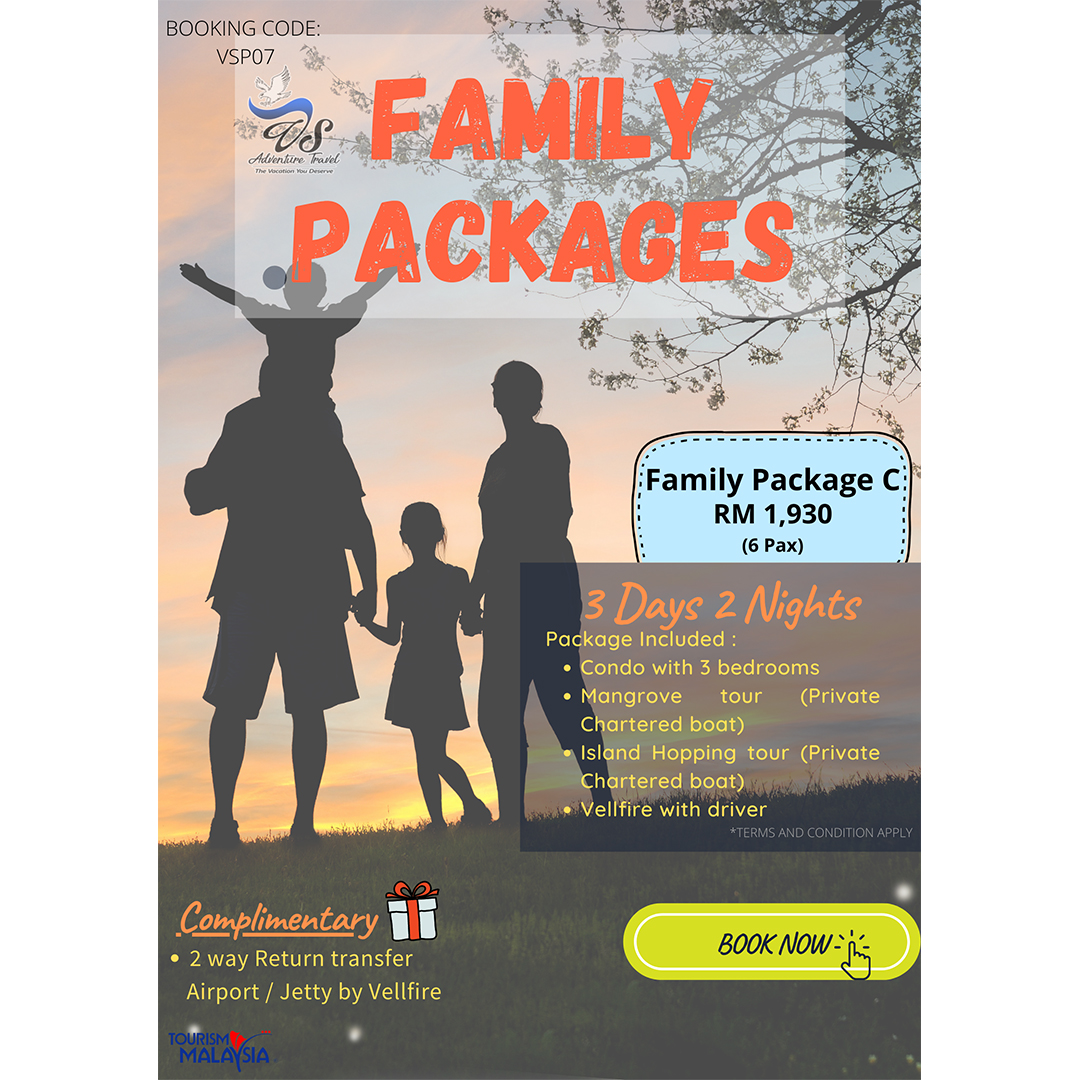 BOOKING CODE:
VSP07
VS
Adventure Travel
The Vacation You Deserve
FAMILY
PACKAGES
Family Package C
RM 1,930
(6 Pax)
3 Days 2 Nights
Package Included :
• Condo with 3 bedrooms
• Mangrove tour (Private
Chartered boat)
• Island Hopping tour (Private
Chartered boat)
• Vellfire with driver
*TERMS AND CONDITION APPLY
Complimentary
• 2 way Return transfer
Airport / Jetty by Vellfire
BOOK NOW
TOURISM
MALAYSIA